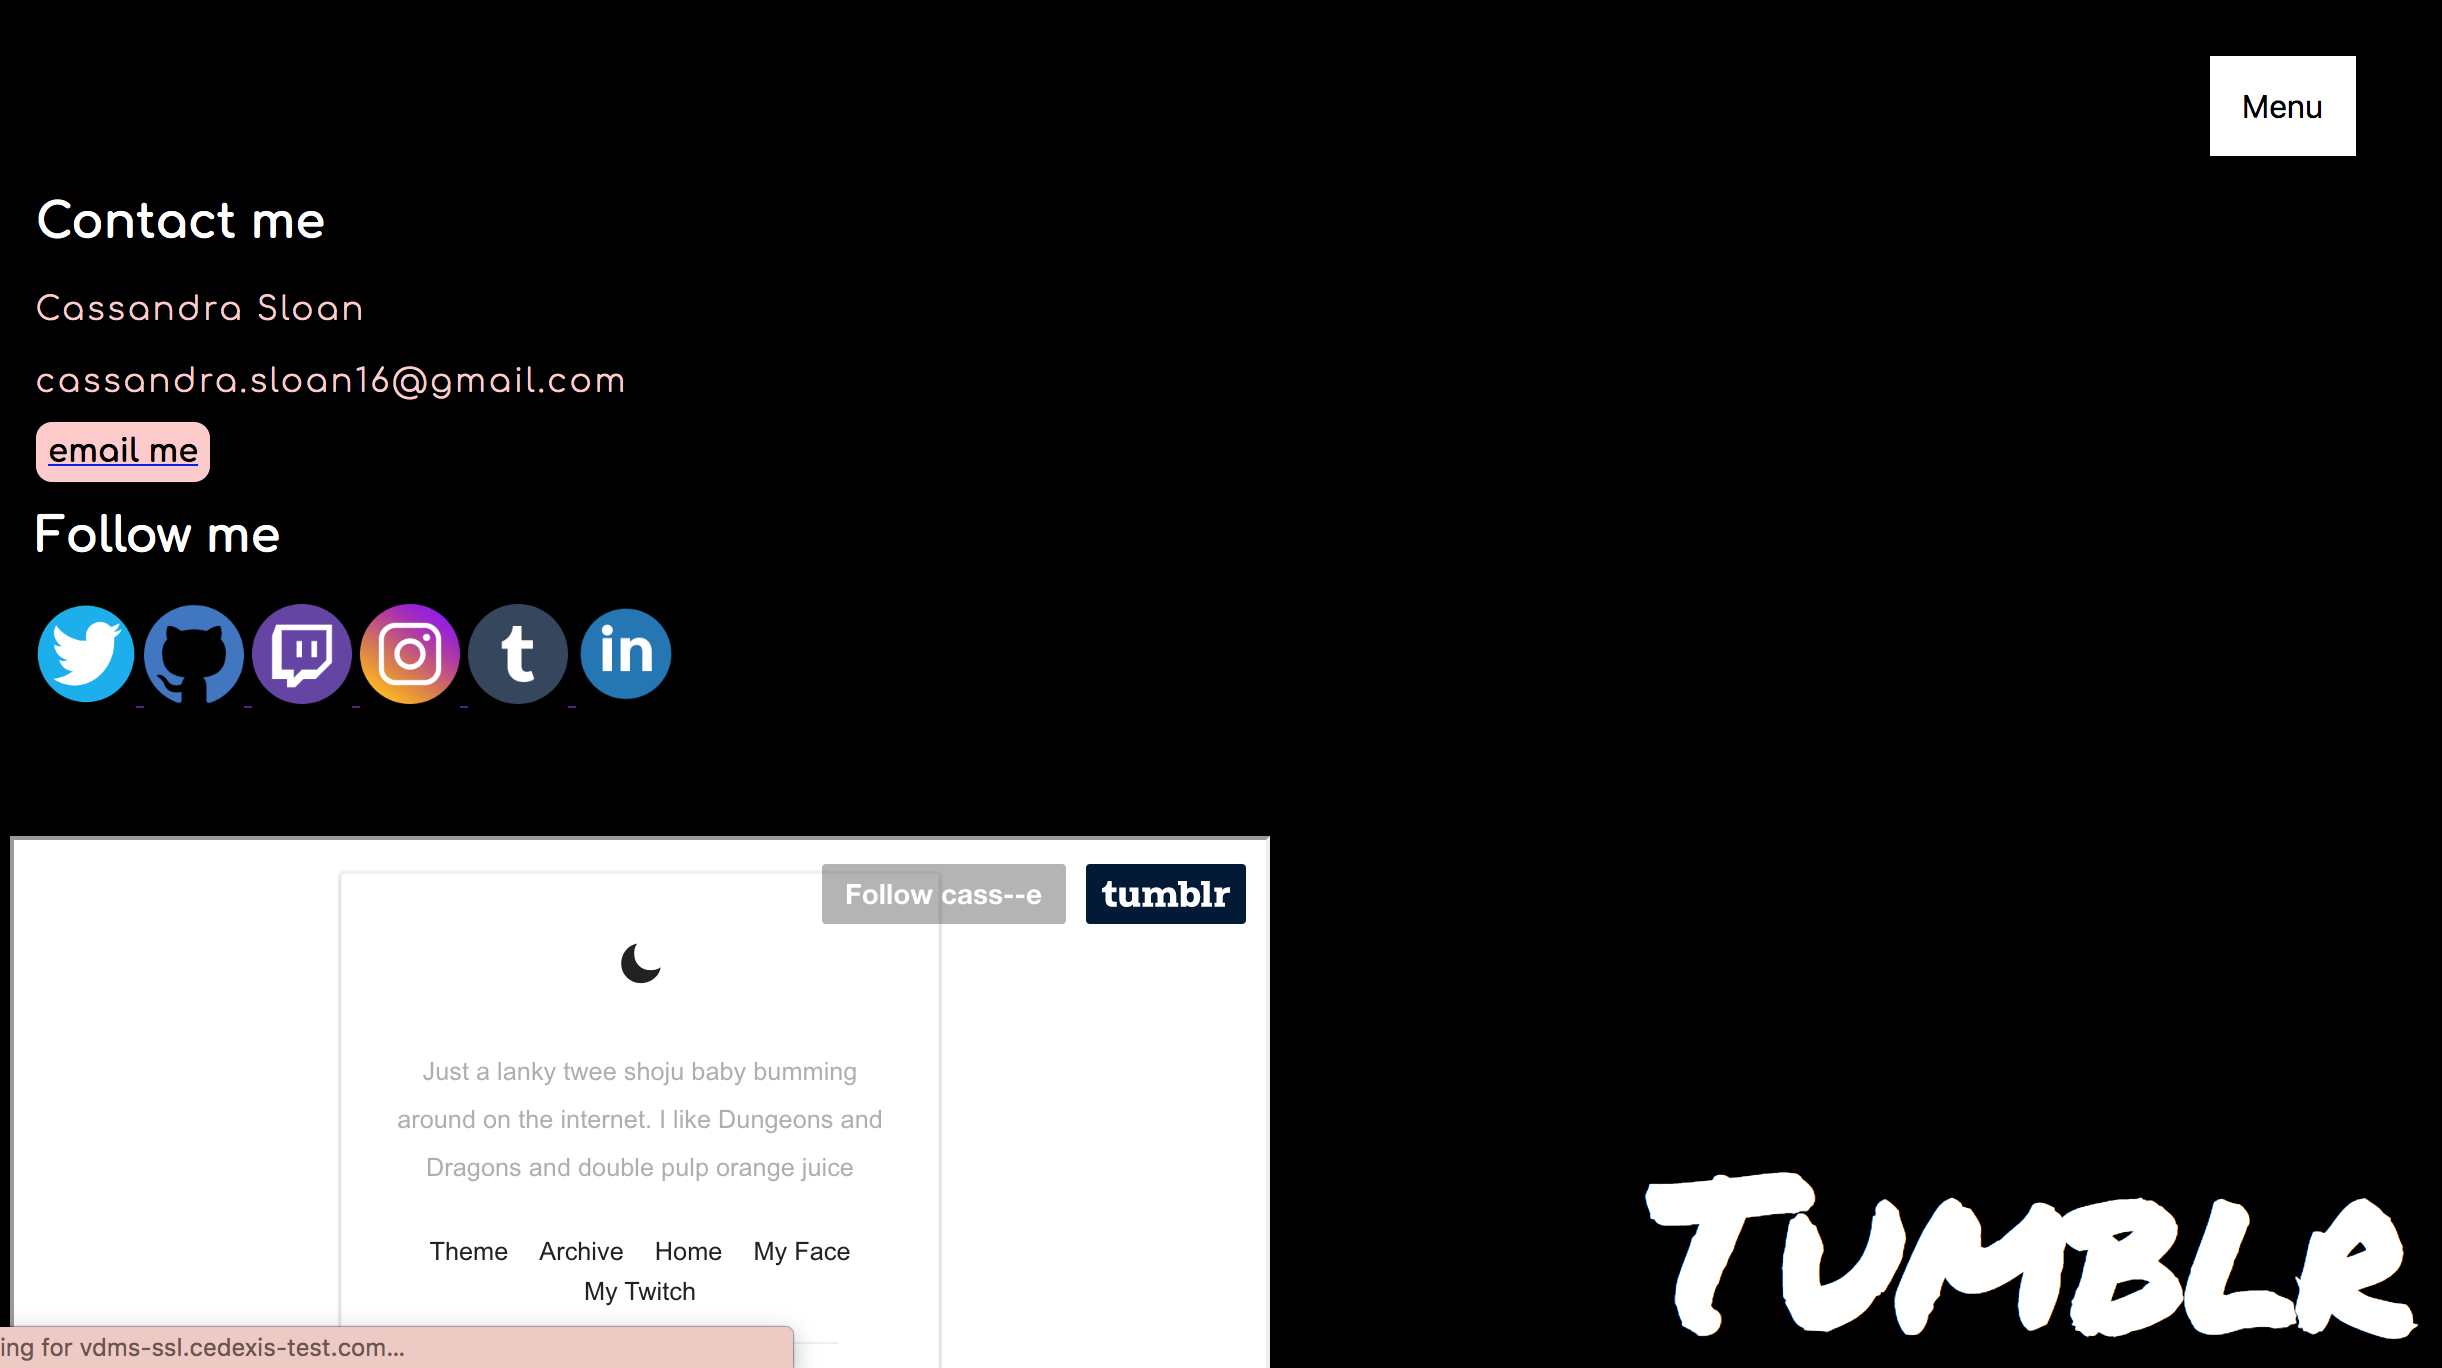 Menu
Contact me
Cassandra Sloan
cassandra.sloan16@gmail.com
email me
Follow me
t
in
Follow cass--e
tumblr
Just a lanky twee shoju baby bumming
around on the internet. I like Dungeons and
Dragons and double pulp orange juice
Theme Archive Home My Face
My Twitch
TUMBLR
ing for vdms-ssl.cedexis-test.com...